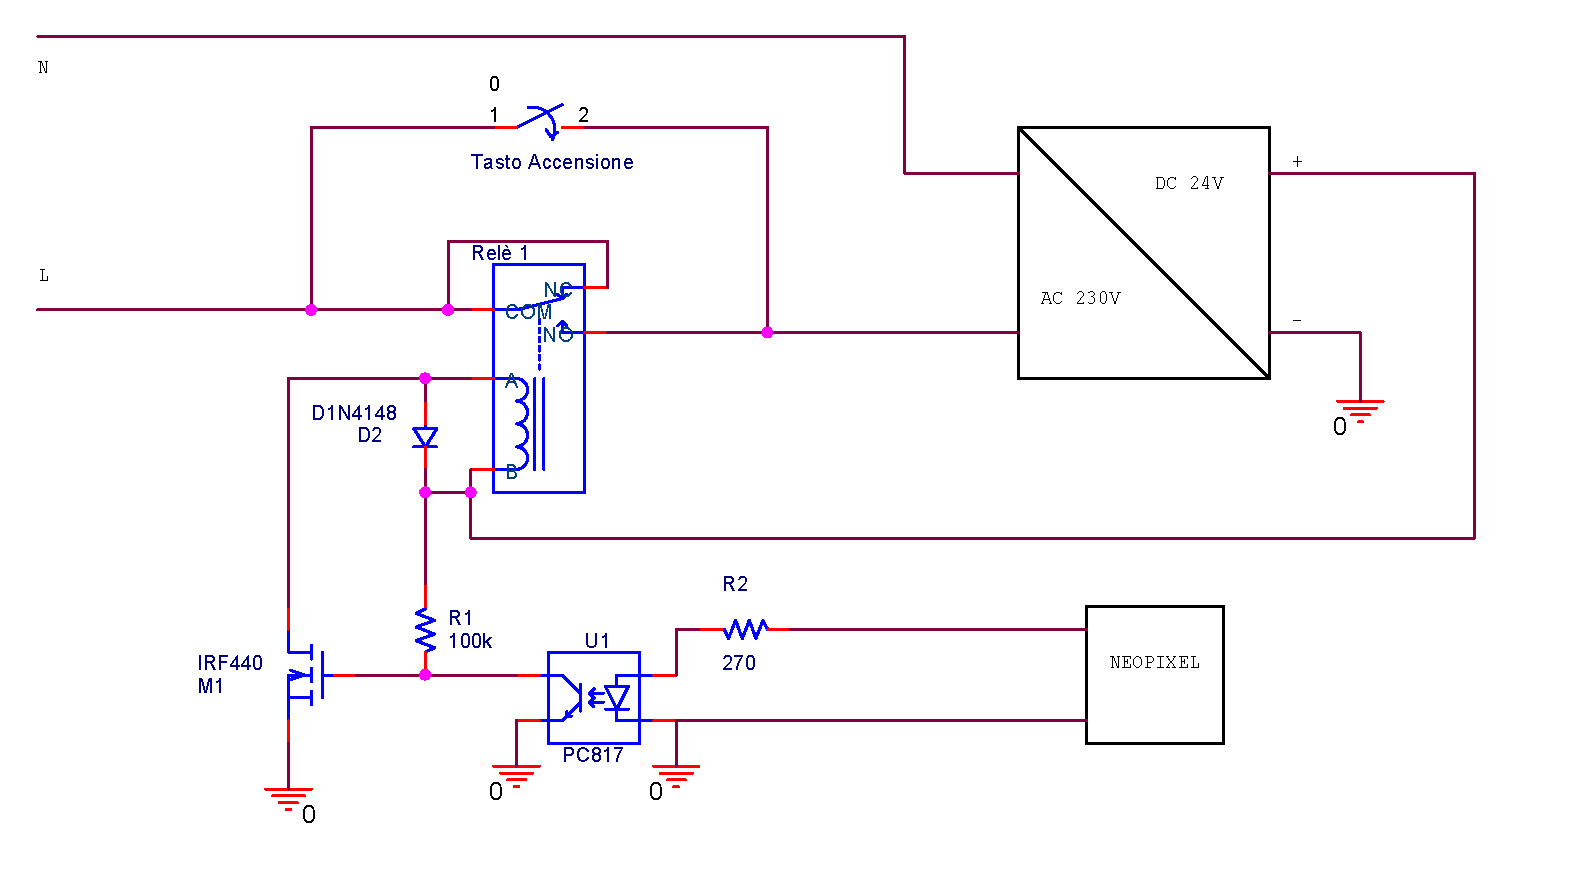 N
0
1
2
Tasto Accensione
+
DC 24V
Relè 1
L
NC
COM
NO
AC 230V
–
A
D1N4148
D2
0
B
R2
R1
100k
U1
IRF440
M1
270
NEOPIXEL
PC817
0
0
0